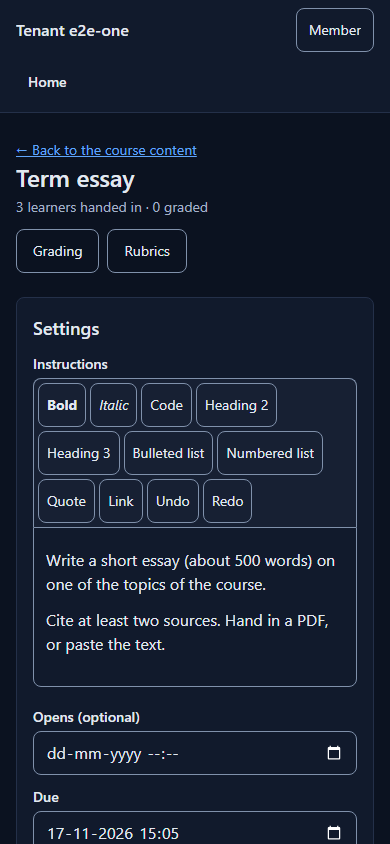 Tenant e2e-one
Member
Home
← Back to the course content
Term essay
3 learners handed in · 0 graded
Grading
Rubrics
Settings
Instructions
Bold
Italic
Code
Heading 2
Heading 3
Bulleted list
Numbered list
Quote
Link
Undo
Redo
Write a short essay (about 500 words) on
one of the topics of the course.
Cite at least two sources. Hand in a PDF,
or paste the text.
Opens (optional)
dd-mm-yyyy --:--
Due
17-11-2026 15:05